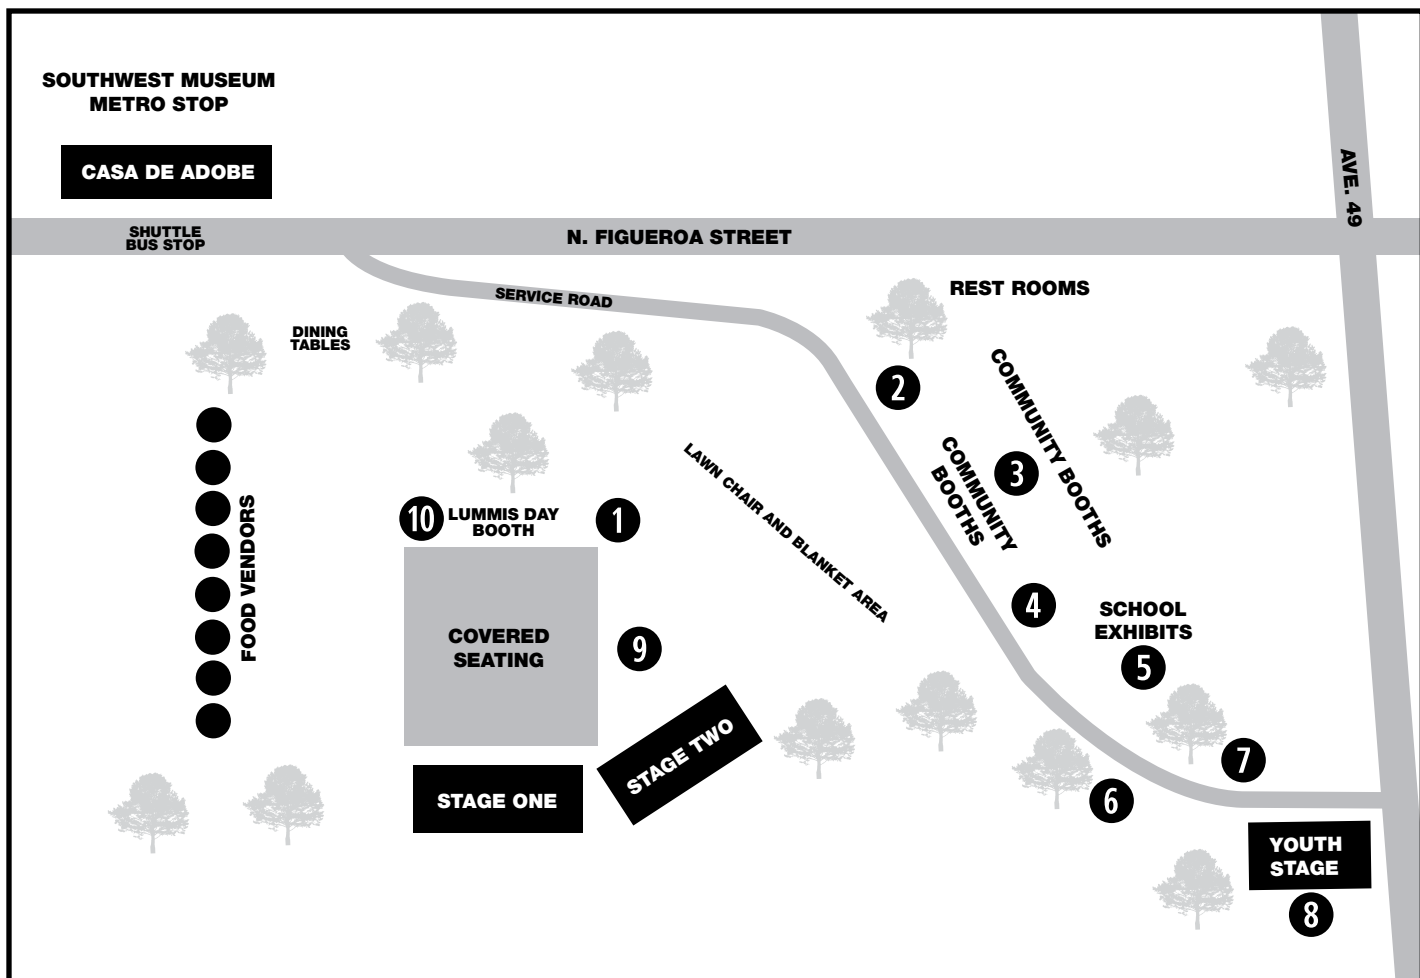 SOUTHWEST MUSEUM
METRO STOP
CASA DE ADOBE
AVE. 49
SHUTTLE
BUS STOP
N. FIGUEROA STREET
SERVICE ROAD
REST ROOMS
DINING
TABLES
2
COMMUNITY BOOTHS
3
COMMUNITY
BOOTHS
LAWN CHAIR AND BLANKET AREA
10
LUMMIS DAY
BOOTH
1
FOOD VENDORS
4
SCHOOL
EXHIBITS
5
COVERED
SEATING
9
STAGE TWO
7
STAGE ONE
6
YOUTH
STAGE
8